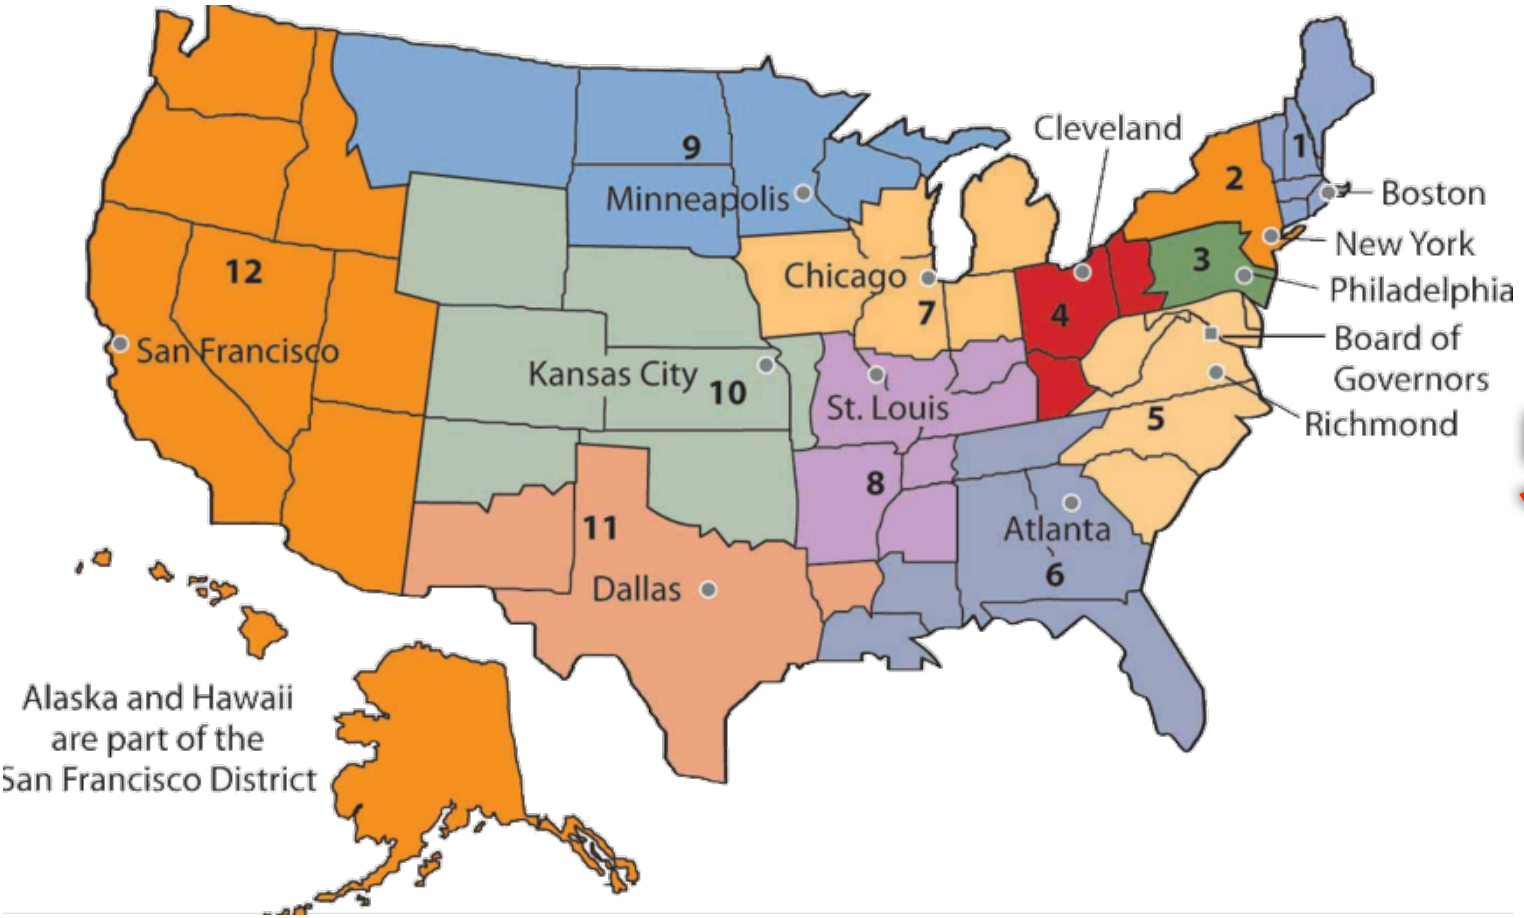 Cleveland
9
1
2
Minneapolis
Boston
New York
3
12
Chicago
Philadelphia
7
4
San Francisco
Board of
Governors
Kansas City
10
St. Louis
5
Richmond
8
11
Atlanta
6
Dallas
Alaska and Hawaii
are part of the
San Francisco District